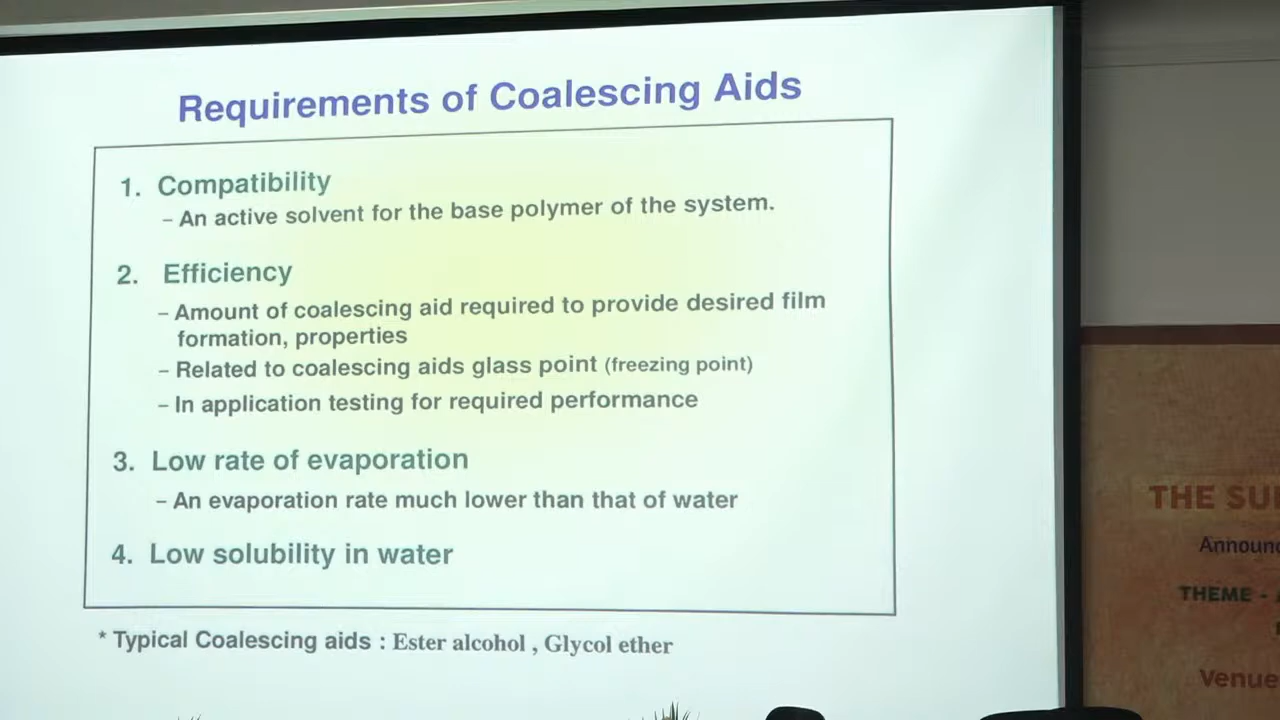 Requirements of Coalescing Aids
1. Compatibility
– An active solvent for the base polymer of the system.
2. Efficiency
– Amount of coalescing aid required to provide desired film
formation, properties
– Related to coalescing aids glass point (freezing point)
– In application testing for required performance
3. Low rate of evaporation
– An evaporation rate much lower than that of water
4. Low solubility in water
* Typical Coalescing aids : Ester alcohol , Glycol ether
THE
THEME -
Venue